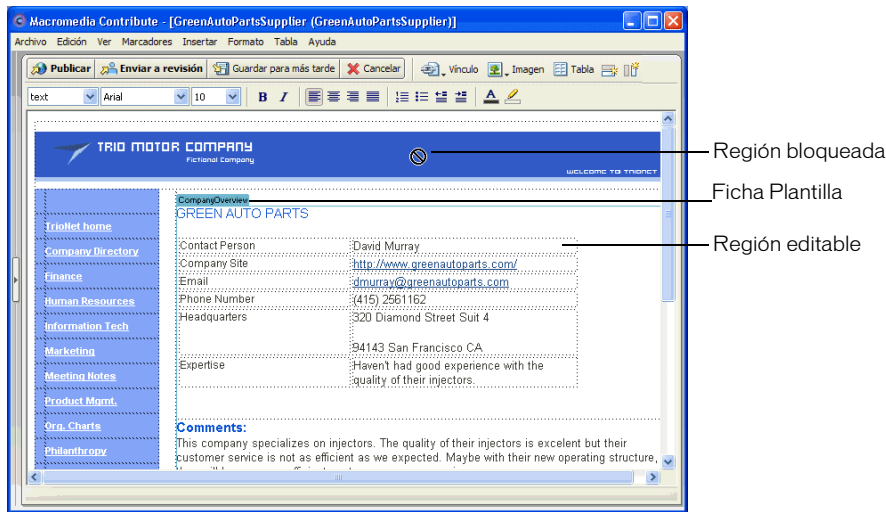 Macromedia Contribute - [GreenAutoPartsSupplier (GreenAutoPartsSupplier)]
Archivo Edición Ver Marcadores Insertar Formato Tabla Ayuda
Publicar Enviar a revisión Guardar para más tarde Cancelar Vínculo Imagen Tabla
text Arial 10 B I A
TRIO MOTOR COMPANY
Fictional Company
WELCOME TO TRIONET
Región bloqueada
Ficha Plantilla
Región editable
CompanyOverview
GREEN AUTO PARTS
TrioNet home
Company Directory
Finance
Human Resources
Information Tech
Marketing
Meeting Notes
Product Mgmt.
Org. Charts
Philanthropy
Contact Person David Murray
Company Site http://www.greenautoparts.com/
Email dmurray@greenautoparts.com
Phone Number (415) 2561162
Headquarters 320 Diamond Street Suit 4
94143 San Francisco CA
Expertise Haven't had good experience with the
quality of their injectors.
Comments:
This company specializes on injectors. The quality of their injectors is excelent but their
customer service is not as efficient as we expected. Maybe with their new operating structure,